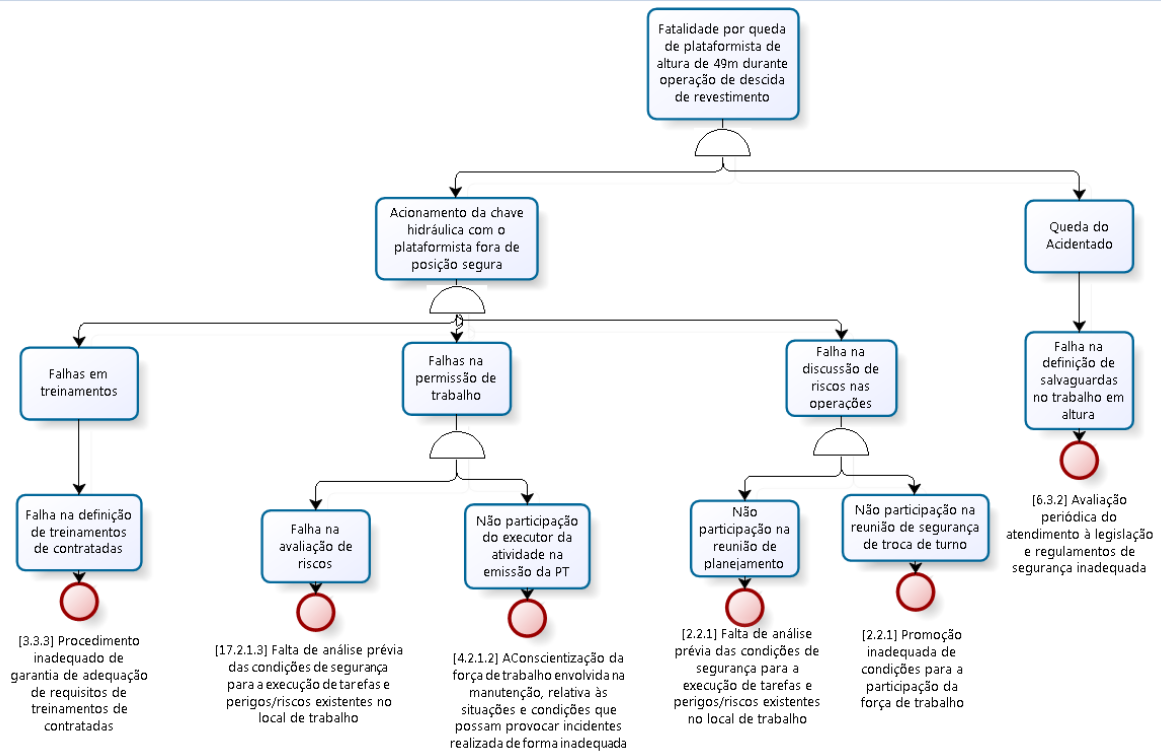 Fatalidade por queda
de plataformista de
altura de 49m durante
operação de descida
de revestimento
Acionamento da chave
hidráulica com o
plataformista fora de
posição segura
Queda do
Acidentado
Falhas em
treinamentos
Falhas na
permissão de
trabalho
Falha na
discussão de
riscos nas
operações
Falha na
definição de
salvaguardas
no trabalho em
altura
Falha na definição
de treinamentos
de contratadas
Falha na
avaliação de
riscos
Não participação
do executor da
atividade na
emissão da PT
Não
participação na
reunião de
planejamento
Não participação na
reunião de segurança
de troca de turno
[6.3.2] Avaliação
periódica do
atendimento à legislação
e regulamentos de
segurança inadequada
[3.3.3] Procedimento
inadequado de
garantia de adequação
de requisitos de
treinamentos de
contratadas
[17.2.1.3] Falta de análise prévia
das condições de segurança
para a execução de tarefas e
perigos/riscos existentes no
local de trabalho
[4.2.1.2] AConscientização da
força de trabalho envolvida na
manutenção, relativa às
situações e condições que
possam provocar incidentes
realizada de forma inadequada
[2.2.1] Falta de análise
prévia das condições de
segurança para a
execução de tarefas e
perigos/riscos existentes
no local de trabalho
[2.2.1] Promoção
inadequada de
condições para a
participação da
força de trabalho